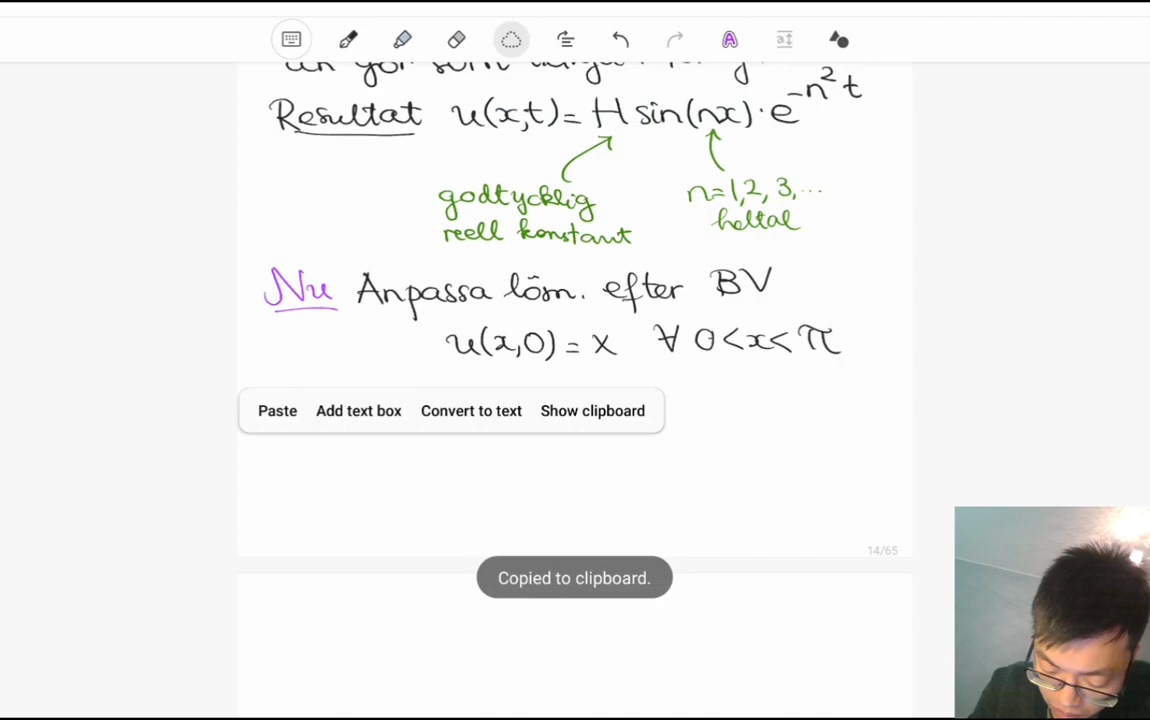 Resultat u(x,t) = H sin(nx) · e^{-n² t}
godtycklig
reell konstant
n=1,2,3,...
heltal
Nu Anpassa lösn. efter BV
u(x,0) = x ∀ 0<x<π
Paste Add text box Convert to text Show clipboard
14/65
Copied to clipboard.